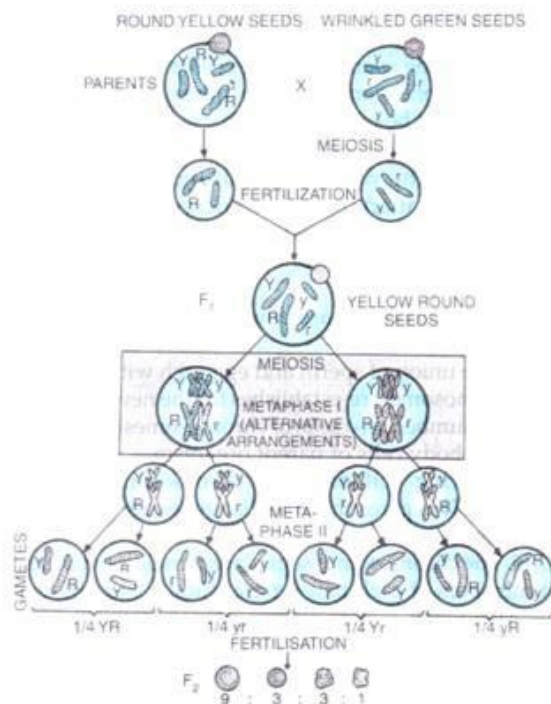 ROUND YELLOW SEEDS WRINKLED GREEN SEEDS
Y R Y R
Y r r y
PARENTS X
MEIOSIS
R
FERTILIZATION
r y
F₁
Y y R r
YELLOW ROUND SEEDS
MEIOSIS
Y y R r
METAPHASE I
(ALTERNATIVE
ARRANGEMENTS)
Y y R r
Y R
y r
META-
PHASE II
Y r
y R
GAMETES
Y R
R Y
r y
r y
Y r
r Y
y R
R y
1/4 YR 1/4 yr 1/4 Yr 1/4 yR
FERTILISATION
F₂
9 : 3 : 3 : 1